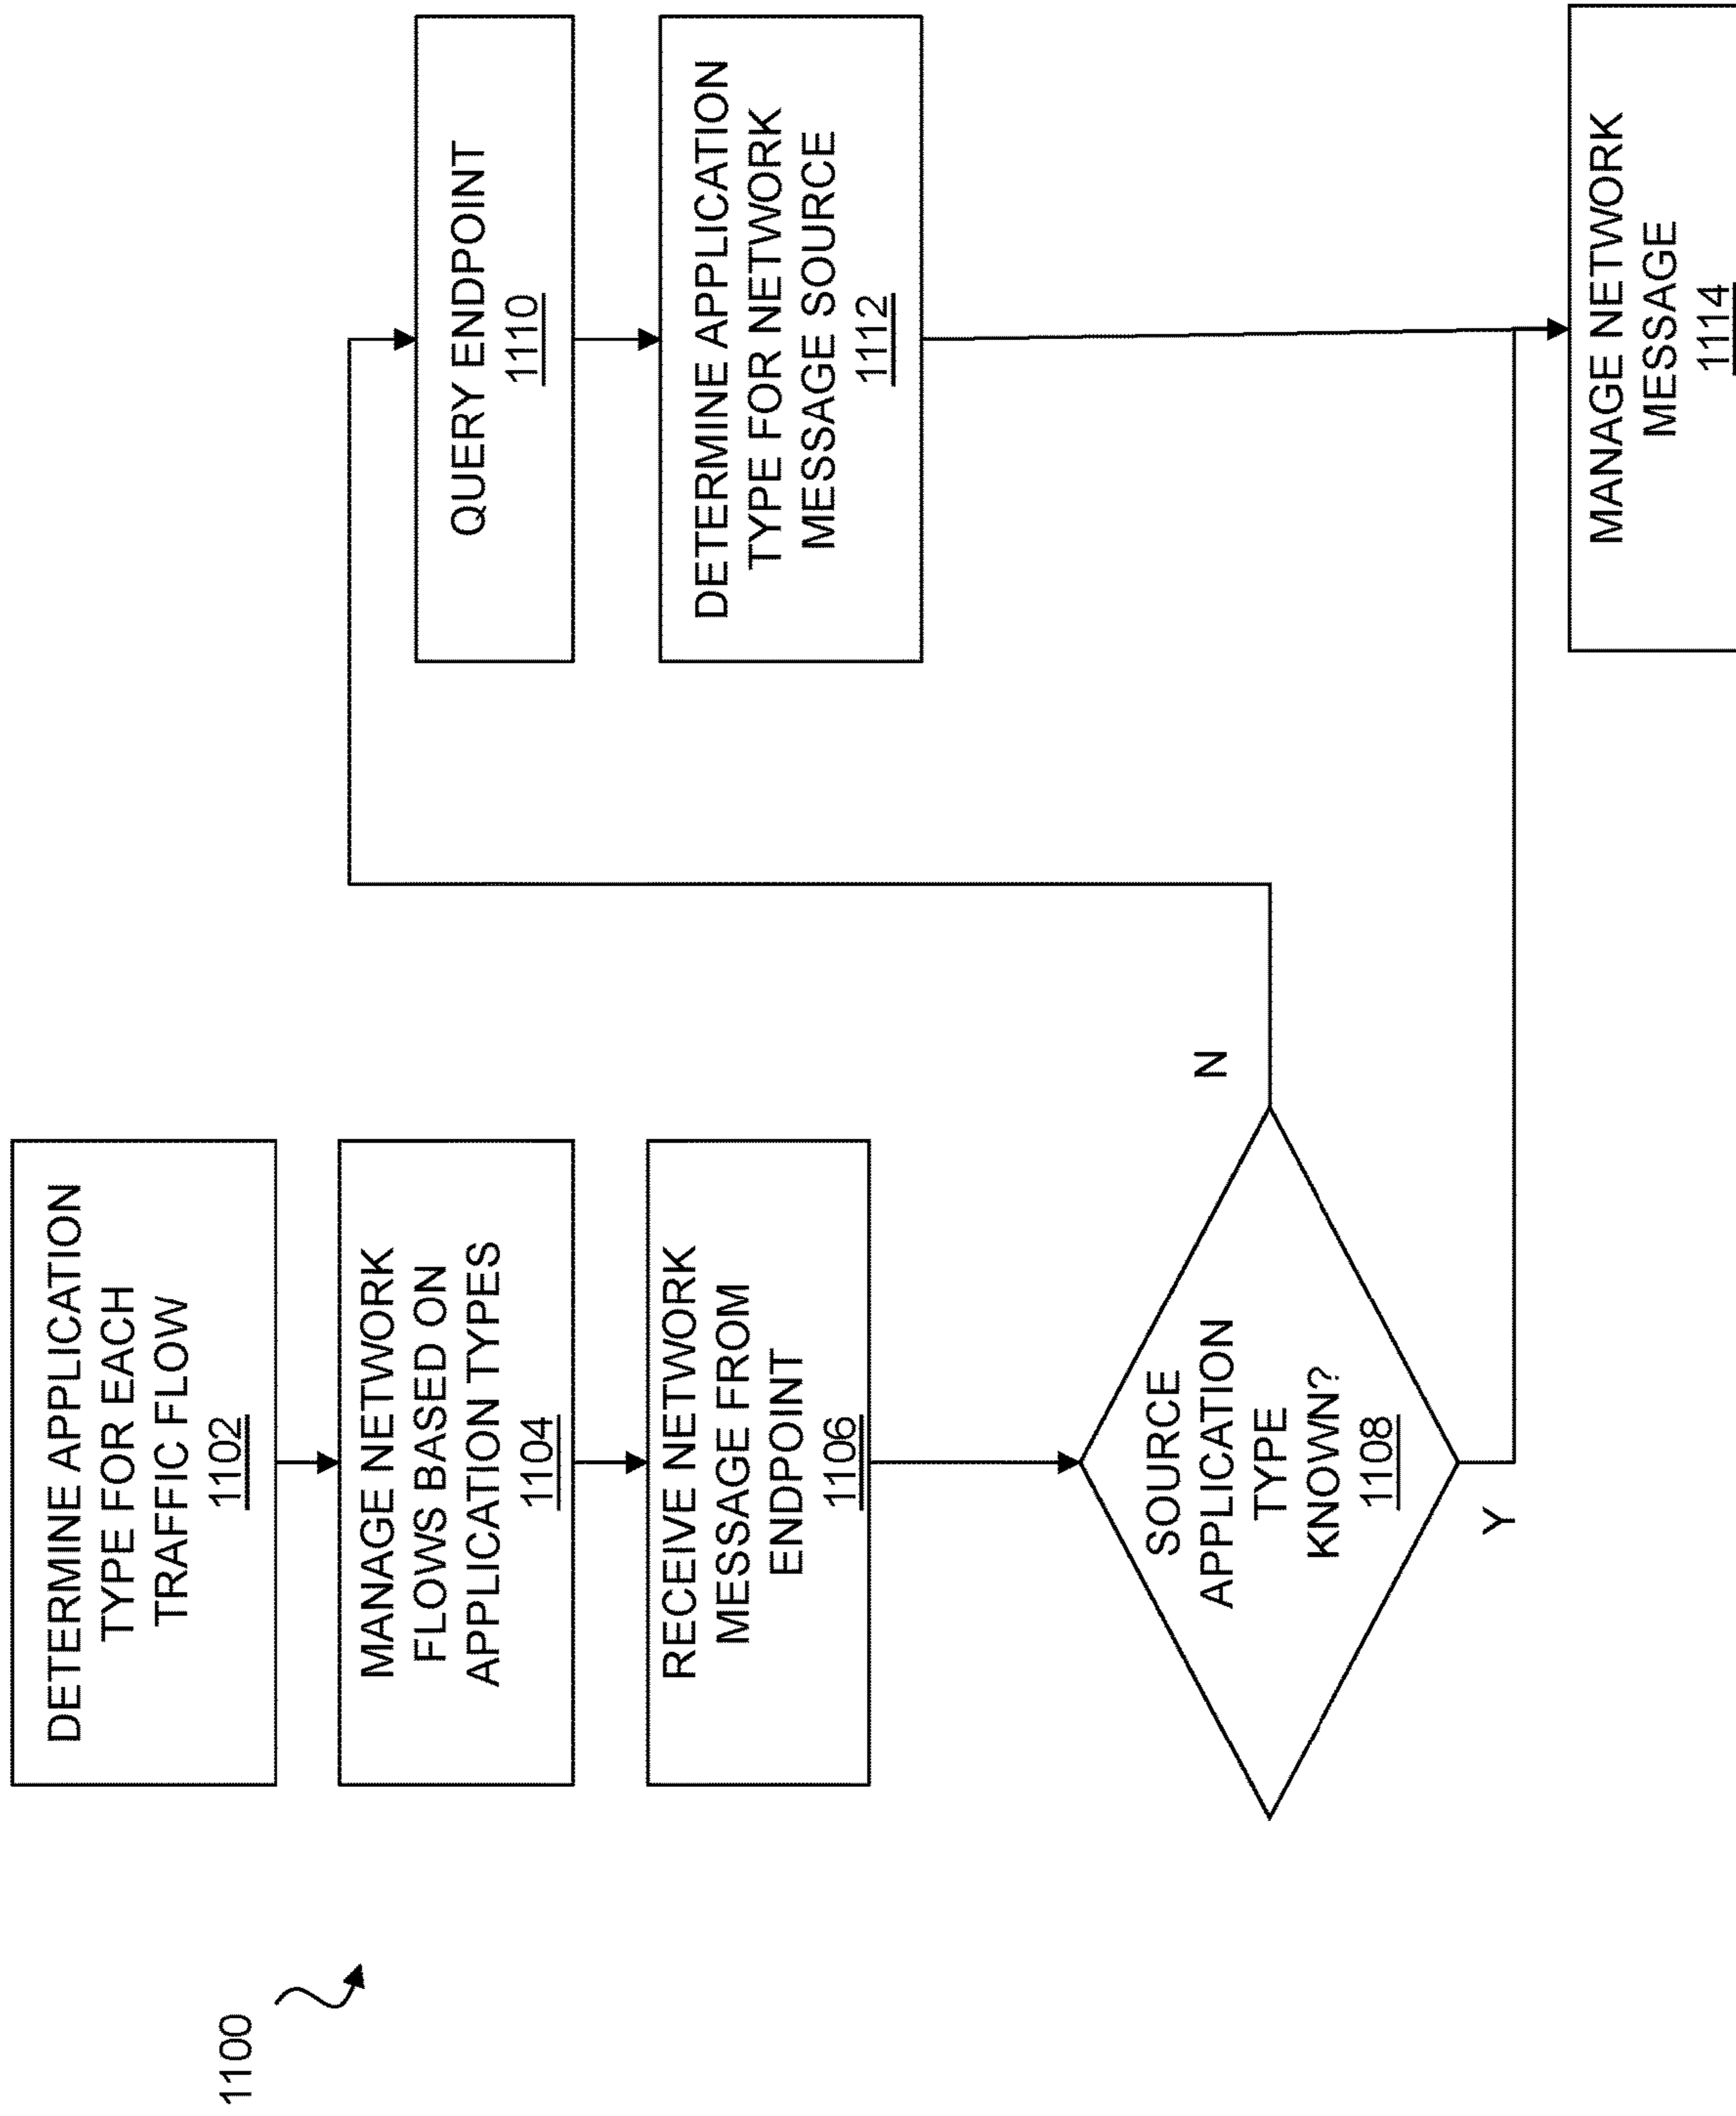 1100
DETERMINE APPLICATION
TYPE FOR EACH
TRAFFIC FLOW
1102
MANAGE NETWORK
FLOWS BASED ON
APPLICATION TYPES
1104
RECEIVE NETWORK
MESSAGE FROM
ENDPOINT
1106
SOURCE
APPLICATION
TYPE
KNOWN?
1108
N
Y
QUERY ENDPOINT
1110
DETERMINE APPLICATION
TYPE FOR NETWORK
MESSAGE SOURCE
1112
MANAGE NETWORK
MESSAGE
1114